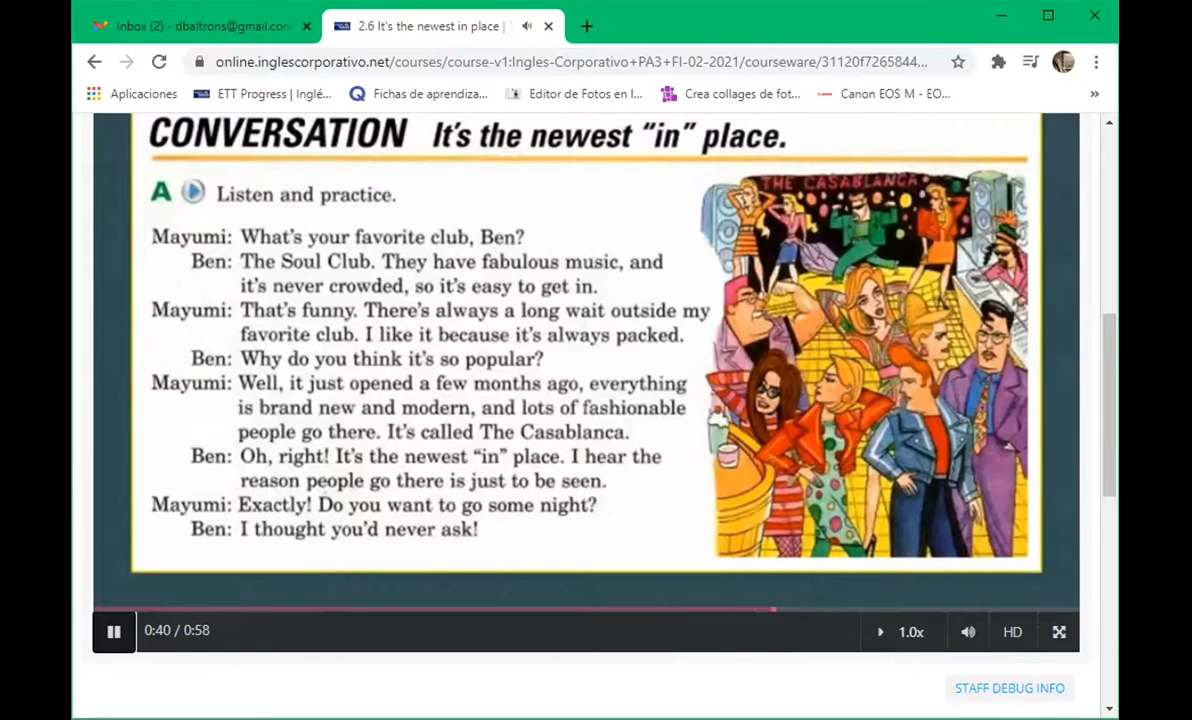 Inbox (2) - dbaltrons@gmail.com
2.6 It's the newest in place |
online.inglescorporativo.net/courses/course-v1:Ingles-Corporativo+PA3+FI-02-2021/courseware/31120f7265844...
Aplicaciones
ETT Progress | Inglé...
Fichas de aprendiza...
Editor de Fotos en l...
Crea collages de fot...
Canon EOS M - EO...
»
CONVERSATION It's the newest "in" place.
A Listen and practice.
THE CASABLANCA
Mayumi: What's your favorite club, Ben?
Ben: The Soul Club. They have fabulous music, and
it's never crowded, so it's easy to get in.
Mayumi: That's funny. There's always a long wait outside my
favorite club. I like it because it's always packed.
Ben: Why do you think it's so popular?
Mayumi: Well, it just opened a few months ago, everything
is brand new and modern, and lots of fashionable
people go there. It's called The Casablanca.
Ben: Oh, right! It's the newest "in" place. I hear the
reason people go there is just to be seen.
Mayumi: Exactly! Do you want to go some night?
Ben: I thought you'd never ask!
0:40 / 0:58
1.0x
HD
STAFF DEBUG INFO